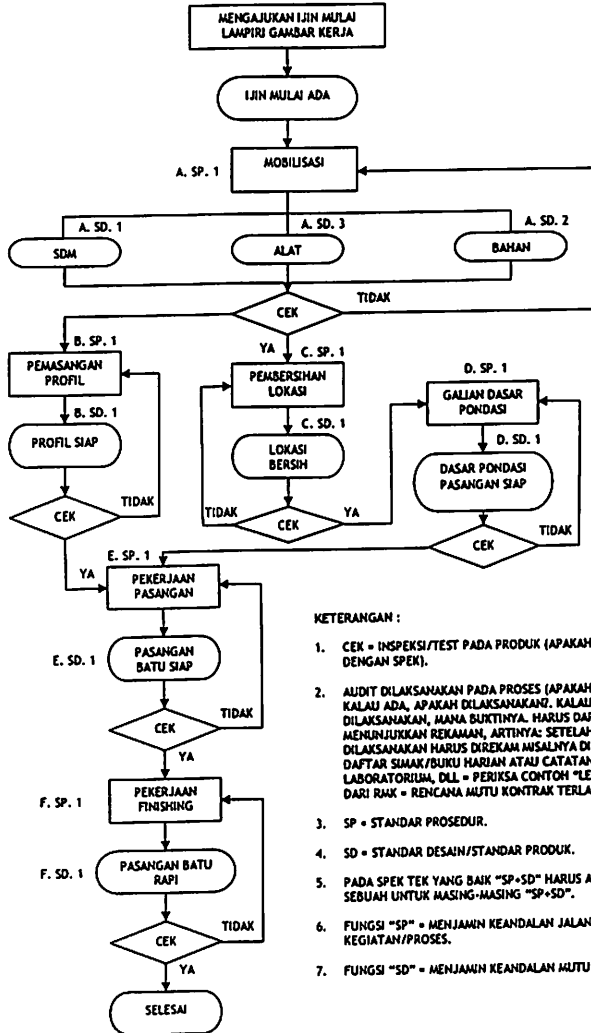 MENGAJUKAN IJIN MULAI
LAMPIRI GAMBAR KERJA
IJIN MULAI ADA
A. SP. 1
MOBILISASI
A. SD. 1
A. SD. 3
A. SD. 2
SDM
ALAT
BAHAN
CEK
TIDAK
B. SP. 1
YA
C. SP. 1
D. SP. 1
PEMASANGAN
PROFIL
PEMBERSIHAN
LOKASI
GALIAN DASAR
PONDASI
B. SD. 1
C. SD. 1
D. SD. 1
PROFIL SIAP
LOKASI
BERSIH
DASAR PONDASI
PASANGAN SIAP
CEK
TIDAK
TIDAK
CEK
YA
CEK
TIDAK
YA
E. SP. 1
PEKERJAAN
PASANGAN
E. SD. 1
PASANGAN
BATU SIAP
CEK
TIDAK
YA
F. SP. 1
PEKERJAAN
FINISHING
F. SD. 1
PASANGAN BATU
RAPI
CEK
TIDAK
YA
SELESAI
KETERANGAN :
1. CEK = INSPEKSI/TEST PADA PRODUK (APAKAH
DENGAN SPEK).
2. AUDIT DILAKSANAKAN PADA PROSES (APAKAH
KALAU ADA, APAKAH DILAKSANAKAN?. KALAU
DILAKSANAKAN, MANA BUKTINYA. HARUS DAP
MENUNJUKKAN REKAMAN, ARTINYA: SETELAH
DILAKSANAKAN HARUS DIREKAM MISALNYA DI
DAFTAR SIMAK/BUKU HARIAN ATAU CATATAN
LABORATORIUM, DLL = PERIKSA CONTOH "LE
DARI RMK = RENCANA MUTU KONTRAK TERLA
3. SP = STANDAR PROSEDUR.
4. SD = STANDAR DESAIN/STANDAR PRODUK.
5. PADA SPEK TEK YANG BAIK "SP+SD" HARUS A
SEBUAH UNTUK MASING-MASING "SP+SD".
6. FUNGSI "SP" = MENJAMIN KEANDALAN JALAN
KEGIATAN/PROSES.
7. FUNGSI "SD" = MENJAMIN KEANDALAN MUTU